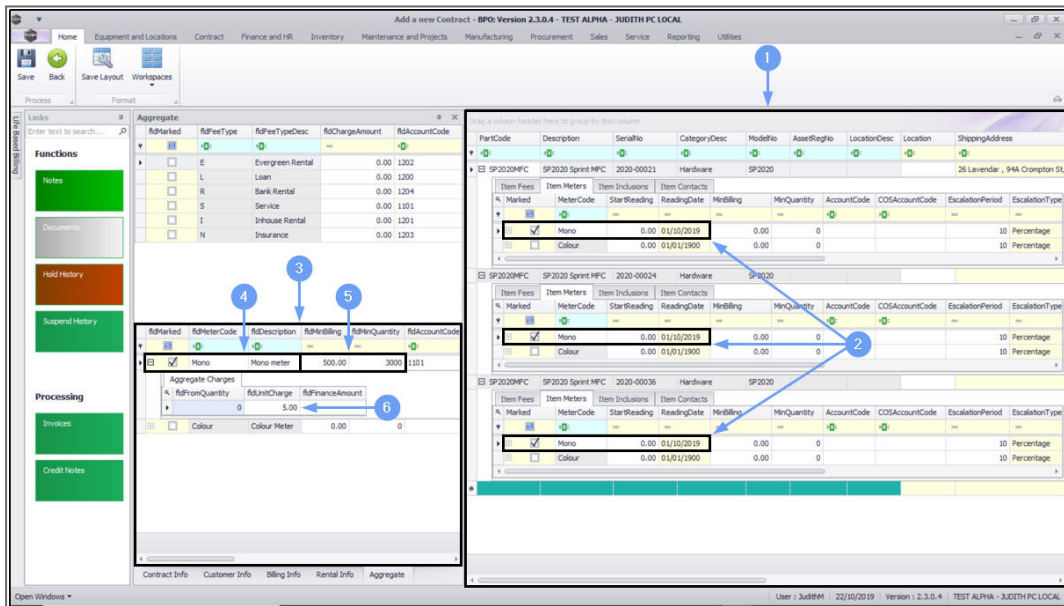 Add a new Contract - BPO: Version 2.3.0.4 - TEST ALPHA - JUDITH PC LOCAL
Home Equipment and Locations Contract Finance and HR Inventory Maintenance and Projects Manufacturing Procurement Sales Service Reporting Utilities
Save Back Save Layout Workspaces
Process Format
1
Life Based Billing
Links
Enter text to search...
Functions
Notes
Documents
Hold History
Suspend History
Processing
Invoices
Credit Notes
Aggregate
fldMarked fldFeeType fldFeeTypeDesc fldChargeAmount fldAccountCode
E Evergreen Rental 0.00 1202
L Loan 0.00 1200
R Bank Rental 0.00 1204
S Service 0.00 1101
I Inhouse Rental 0.00 1201
N Insurance 0.00 1203
3
4 5
fldMarked fldMeterCode fldDescription fldMinBilling fldMinQuantity fldAccountCode
Mono Mono meter 500.00 3000 1101
Aggregate Charges
fldFromQuantity fldUnitCharge fldFinanceAmount
0 5.00
6
Colour Colour Meter 0.00 0
Contract Info Customer Info Billing Info Rental Info Aggregate
Drag a column header here to group by that column
PartCode Description SerialNo CategoryDesc ModelNo AssetRegNo LocationDesc Location ShippingAddress
SP2020MFC SP2020 Sprint MFC 2020-00021 Hardware SP2020 26 Lavendar , 94A Crompton St,
Item Fees Item Meters Item Inclusions Item Contacts
Marked MeterCode StartReading ReadingDate MinBilling MinQuantity AccountCode COSAccountCode EscalationPeriod EscalationType
Mono 0.00 01/10/2019 0.00 0 10 Percentage
Colour 0.00 01/01/1900 0.00 0 10 Percentage
SP2020MFC SP2020 Sprint MFC 2020-00024 Hardware SP2020
Item Fees Item Meters Item Inclusions Item Contacts
Marked MeterCode StartReading ReadingDate MinBilling MinQuantity AccountCode COSAccountCode EscalationPeriod EscalationType
Mono 0.00 01/10/2019 0.00 0 10 Percentage
2
Colour 0.00 01/01/1900 0.00 0 10 Percentage
SP2020MFC SP2020 Sprint MFC 2020-00036 Hardware SP2020
Item Fees Item Meters Item Inclusions Item Contacts
Marked MeterCode StartReading ReadingDate MinBilling MinQuantity AccountCode COSAccountCode EscalationPeriod EscalationType
Mono 0.00 01/10/2019 0.00 0 10 Percentage
Colour 0.00 01/01/1900 0.00 0 10 Percentage
Open Windows User : JudithM 22/10/2019 Version : 2.3.0.4 TEST ALPHA - JUDITH PC LOCAL